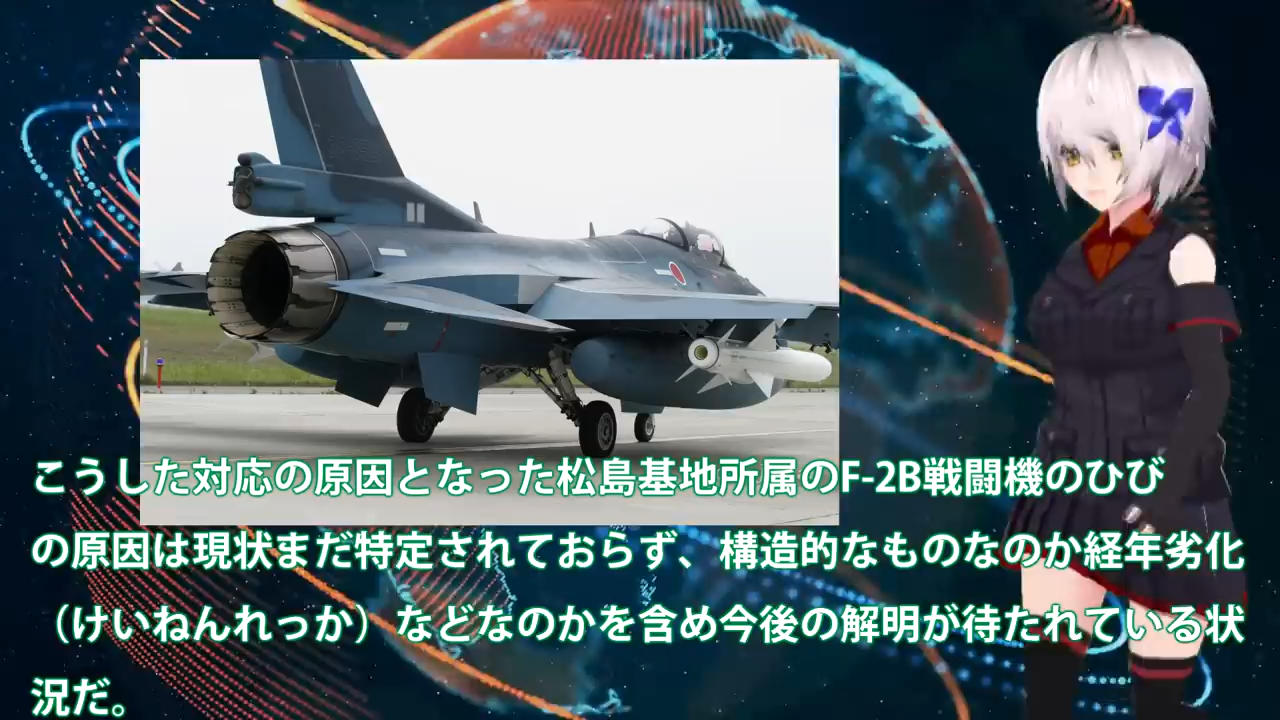 こうした対応の原因となった松島基地所属のF-2B戦闘機のひび
の原因は現状まだ特定されておらず、構造的なものなのか経年劣化
（けいねんれっか）などなのかを含め今後の解明が待たれている状
況だ。